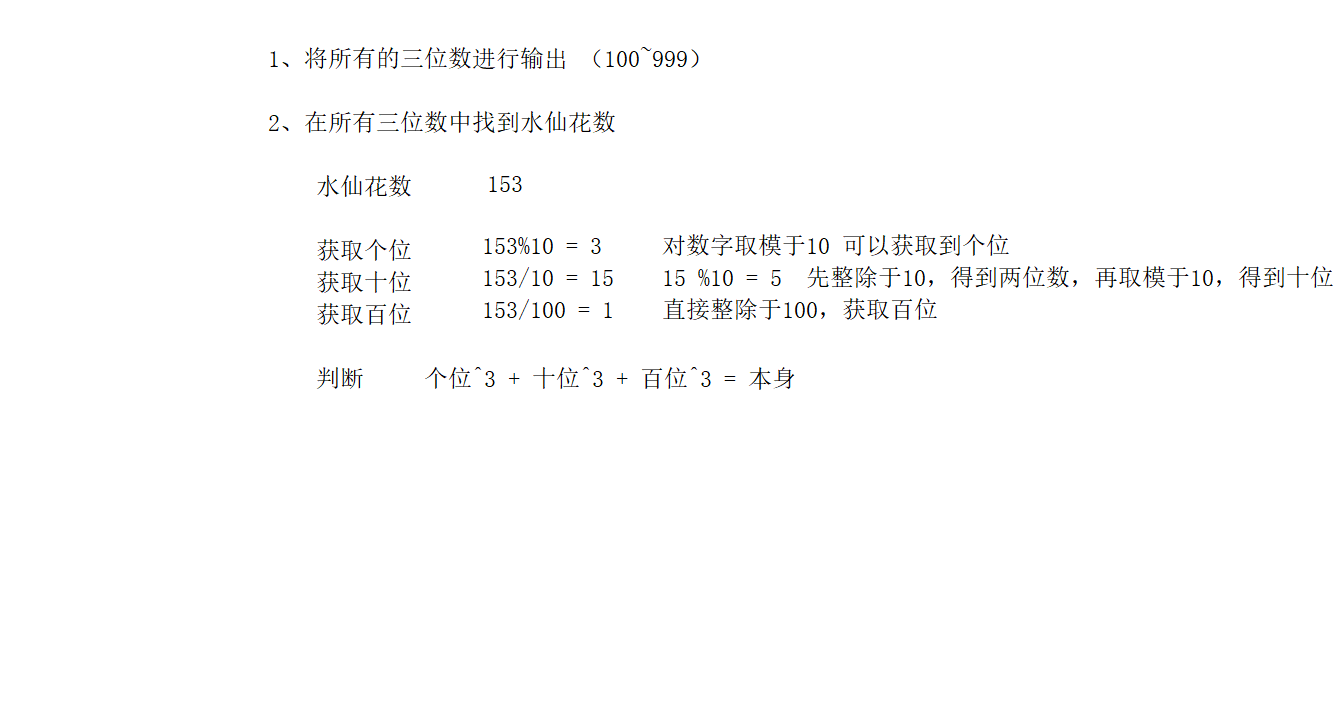 1、将所有的三位数进行输出 （100~999）
2、在所有三位数中找到水仙花数
水仙花数 153
获取个位 153%10 = 3 对数字取模于10 可以获取到个位
获取十位 153/10 = 15 15 %10 = 5 先整除于10，得到两位数，再取模于10，得到十位
获取百位 153/100 = 1 直接整除于100，获取百位
判断 个位^3 + 十位^3 + 百位^3 = 本身